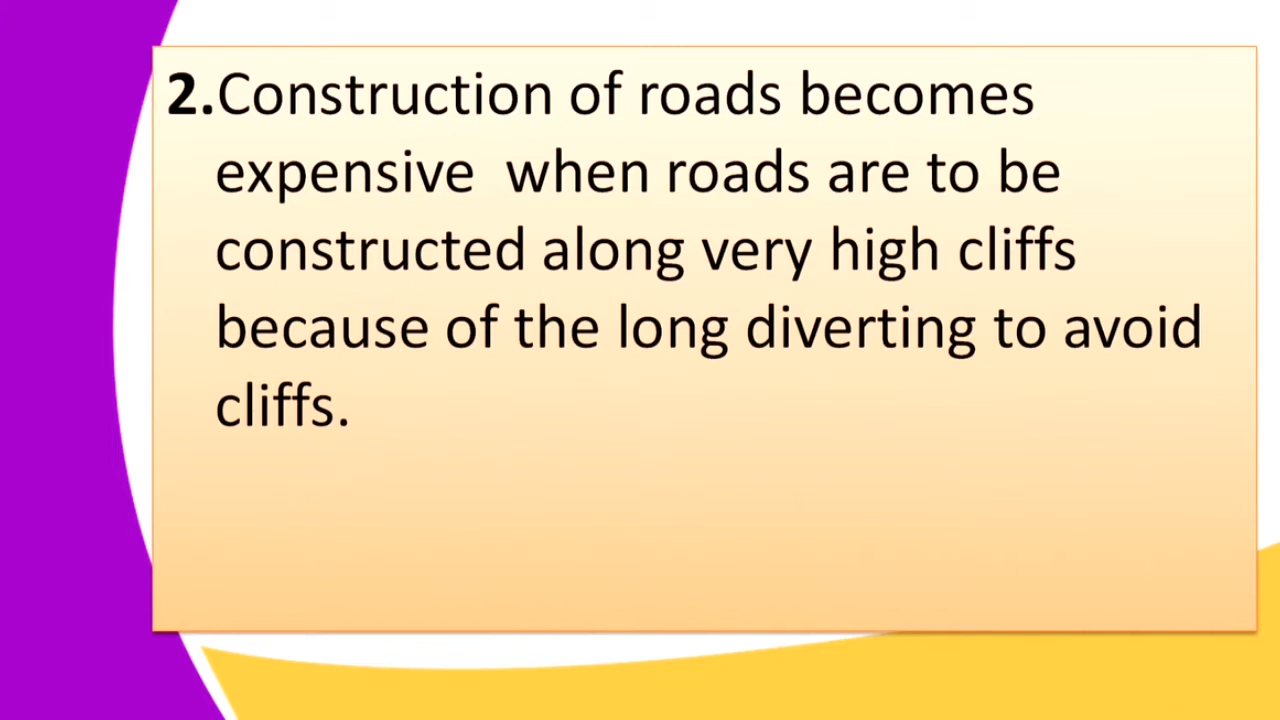 2.Construction of roads becomes
expensive  when roads are to be
constructed along very high cliffs
because of the long diverting to avoid
cliffs.